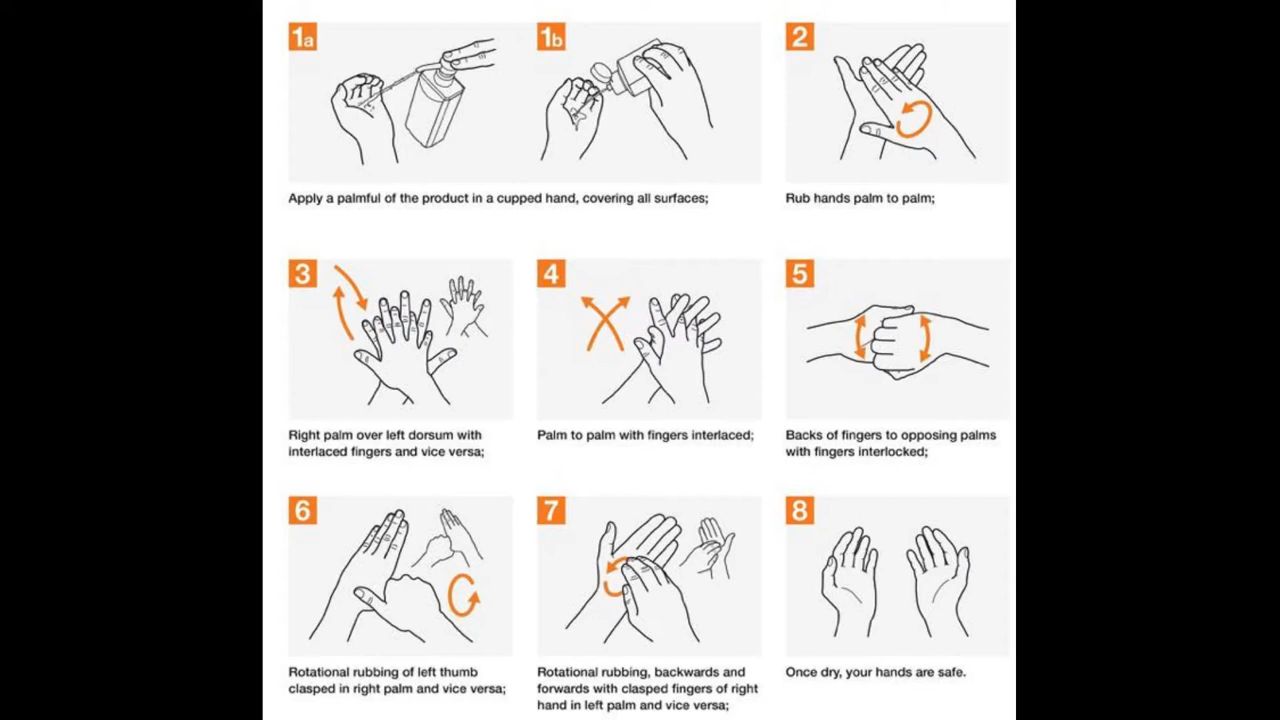 1a
1b
2
Apply a palmful of the product in a cupped hand, covering all surfaces;
Rub hands palm to palm;
3
4
5
Right palm over left dorsum with
interlaced fingers and vice versa;
Palm to palm with fingers interlaced;
Backs of fingers to opposing palms
with fingers interlocked;
6
7
8
Rotational rubbing of left thumb
clasped in right palm and vice versa;
Rotational rubbing, backwards and
forwards with clasped fingers of right
hand in left palm and vice versa;
Once dry, your hands are safe.